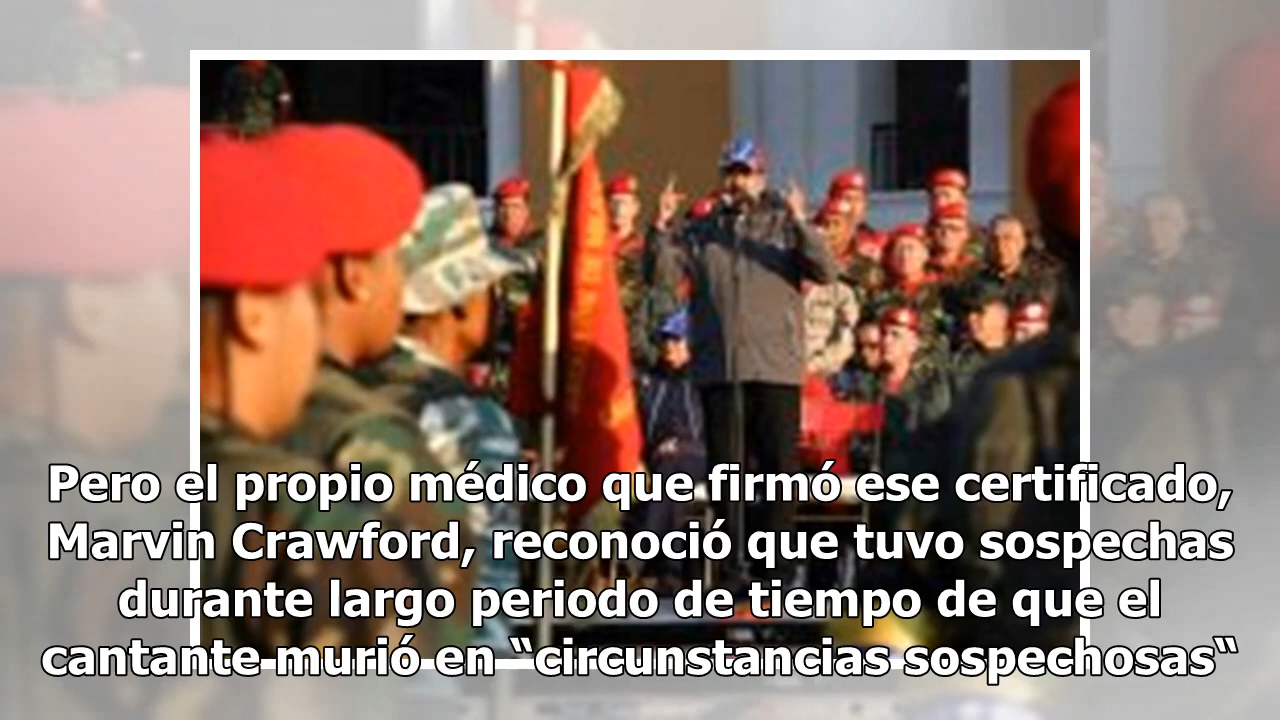 Pero el propio médico que firmó ese certificado,
Marvin Crawford, reconoció que tuvo sospechas
durante largo periodo de tiempo de que el
cantante murió en “circunstancias sospechosas“